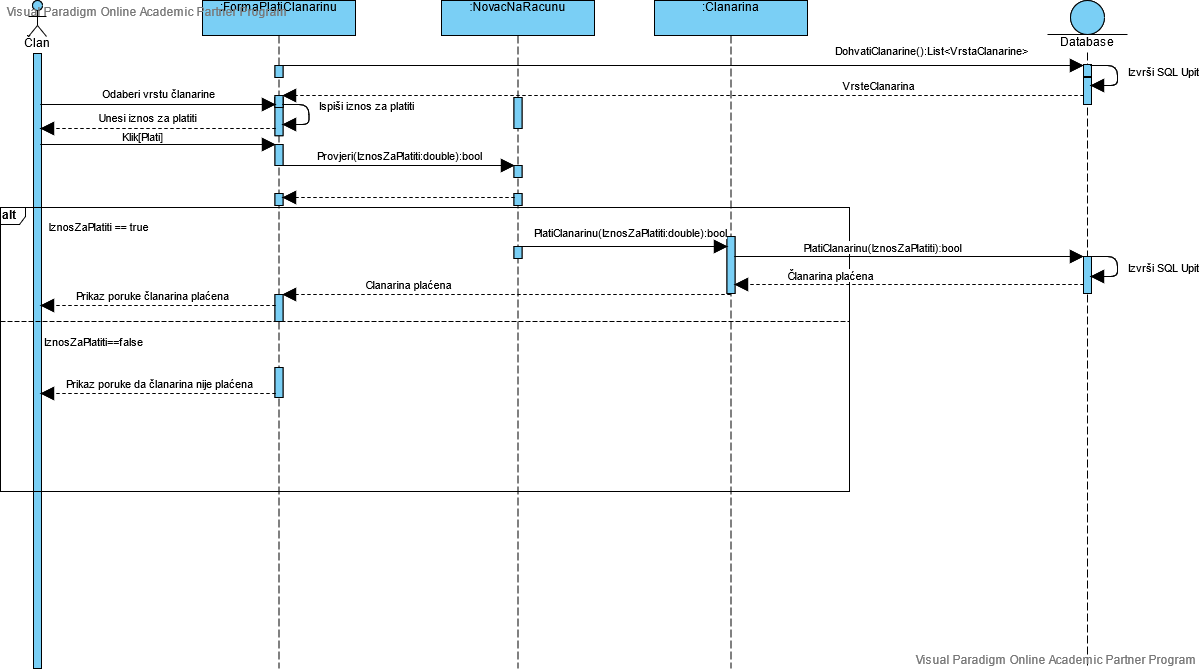 Visual Paradigm Online Academic Partner Program
:FormaPlatiClanarinu
:NovacNaRacunu
:Clanarina
Član
Database
DohvatiClanarine():List<VrstaClanarine>
Izvrši SQL Upit
VrsteClanarina
Odaberi vrstu članarine
Ispiši iznos za platiti
Unesi iznos za platiti
Klik[Plati]
Provjeri(IznosZaPlatiti:double):bool
alt
IznosZaPlatiti == true
PlatiClanarinu(IznosZaPlatiti:double):bool
PlatiClanarinu(IznosZaPlatiti):bool
Izvrši SQL Upit
Članarina plaćena
Clanarina plaćena
Prikaz poruke članarina plaćena
IznosZaPlatiti==false
Prikaz poruke da članarina nije plaćena
Visual Paradigm Online Academic Partner Program